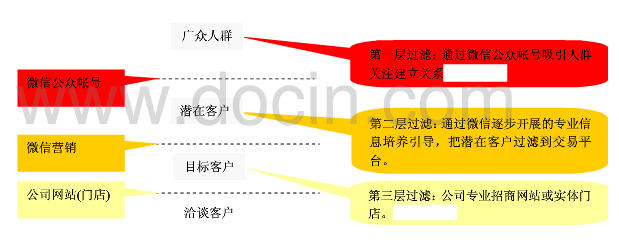 广众人群
第一层过滤：通过微信公众帐号吸引人群
关注建立关系
微信公众帐号
www.docin.com
潜在客户
第二层过滤：通过微信逐步开展的专业信
息培养引导，把潜在客户过滤到交易平
台。
微信营销
目标客户
公司网站(门店)
第三层过滤：公司专业招商网站或实体门
店。
洽谈客户